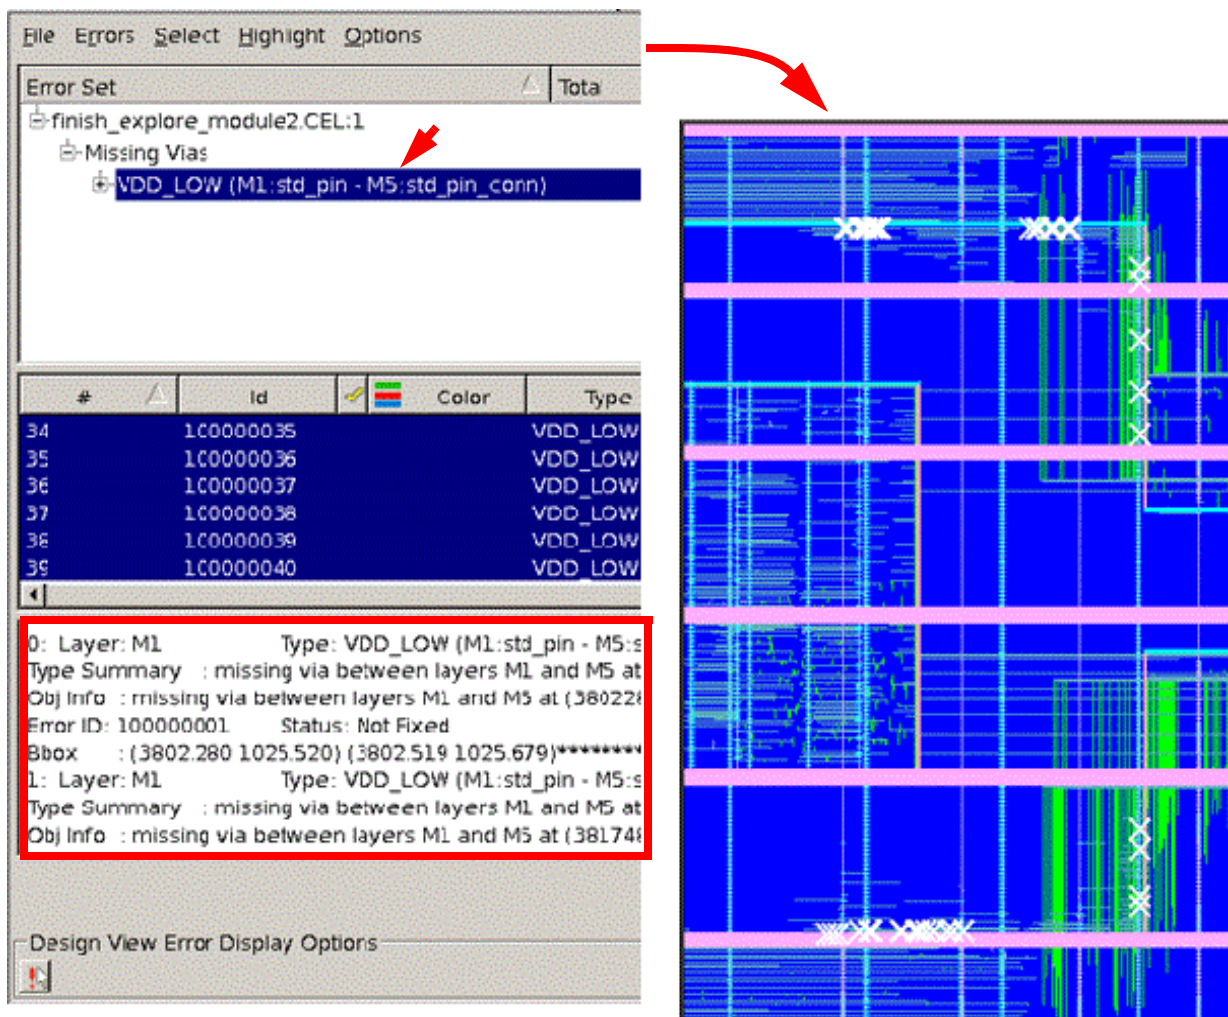 File Errors Select Highlight Options
Error Set Tota
finish_explore_module2.CEL:1
Missing Vias
VDD_LOW (M1:std_pin - M5:std_pin_conn)
# Id Color Type
34 100000035 VDD_LOW
35 100000036 VDD_LOW
36 100000037 VDD_LOW
37 100000038 VDD_LOW
38 100000039 VDD_LOW
39 100000040 VDD_LOW
0: Layer: M1 Type: VDD_LOW (M1:std_pin - M5:s
Type Summary : missing via between layers M1 and M5 at
Obj Info : missing via between layers M1 and M5 at (380228
Error ID: 100000001 Status: Not Fixed
Bbox : (3802.280 1025.520) (3802.519 1025.679)*********
1: Layer: M1 Type: VDD_LOW (M1:std_pin - M5:s
Type Summary : missing via between layers M1 and M5 at
Obj Info : missing via between layers M1 and M5 at (381748
Design View Error Display Options